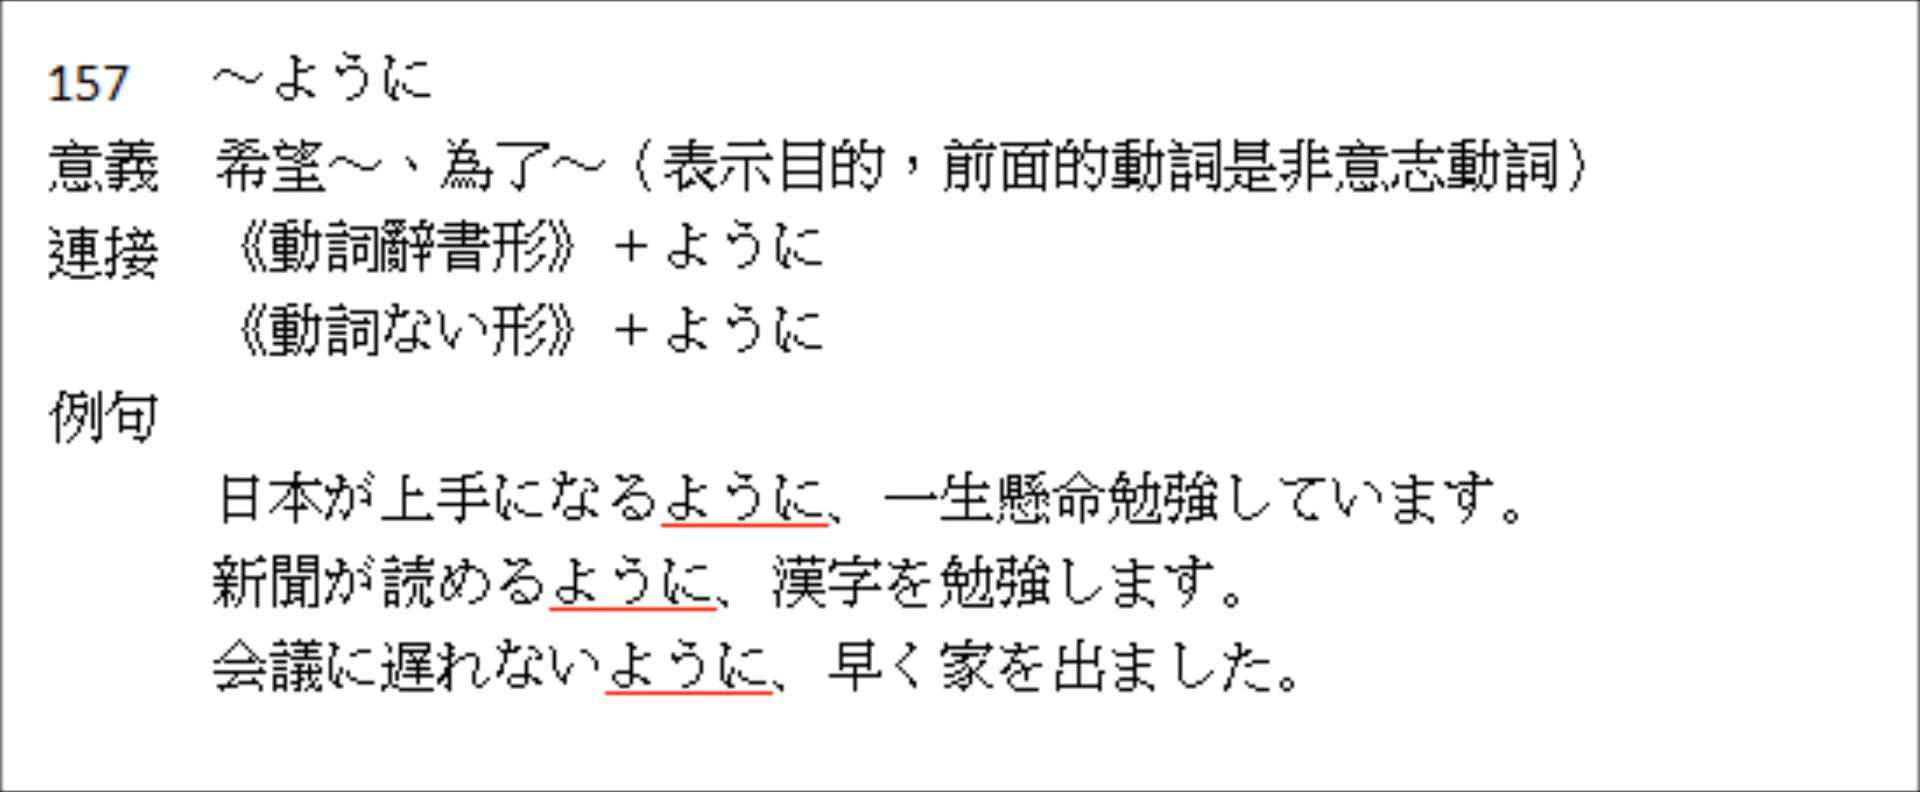 157 ～ように
意義 希望～、為了～（表示目的，前面的動詞是非意志動詞）
連接 《動詞辭書形》＋ように
《動詞ない形》＋ように
例句
日本が上手になるように、一生懸命勉強しています。
新聞が読めるように、漢字を勉強します。
会議に遅れないように、早く家を出ました。